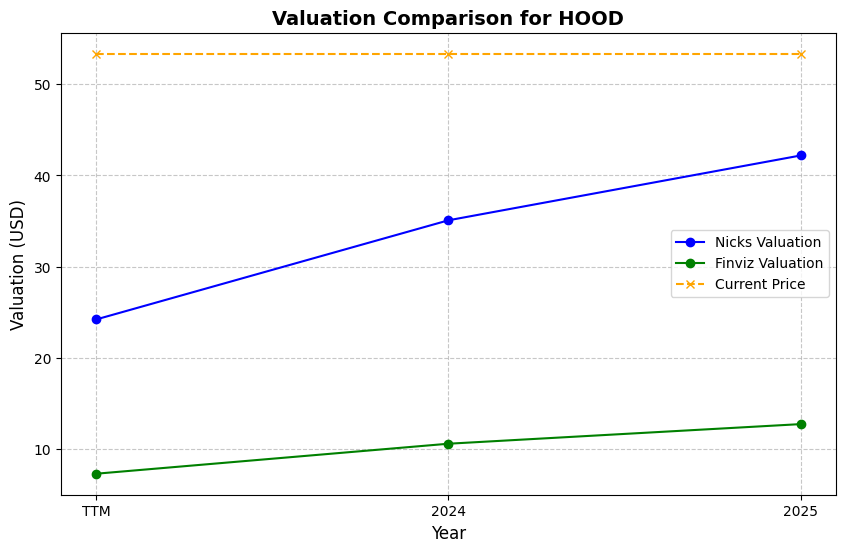 Valuation Comparison for HOOD
Valuation (USD)
50
40
30
20
10
Nicks Valuation
Finviz Valuation
Current Price
TTM 2024 2025
Year